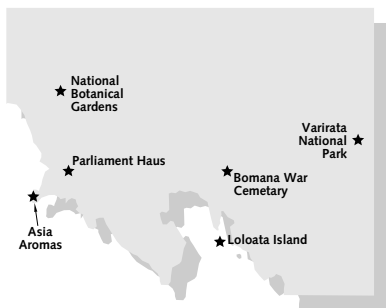 National
Botanical
Gardens
Varirata
National
Park
Parliament Haus
Bomana War
Cemetary
Asia
Aromas
Loloata Island